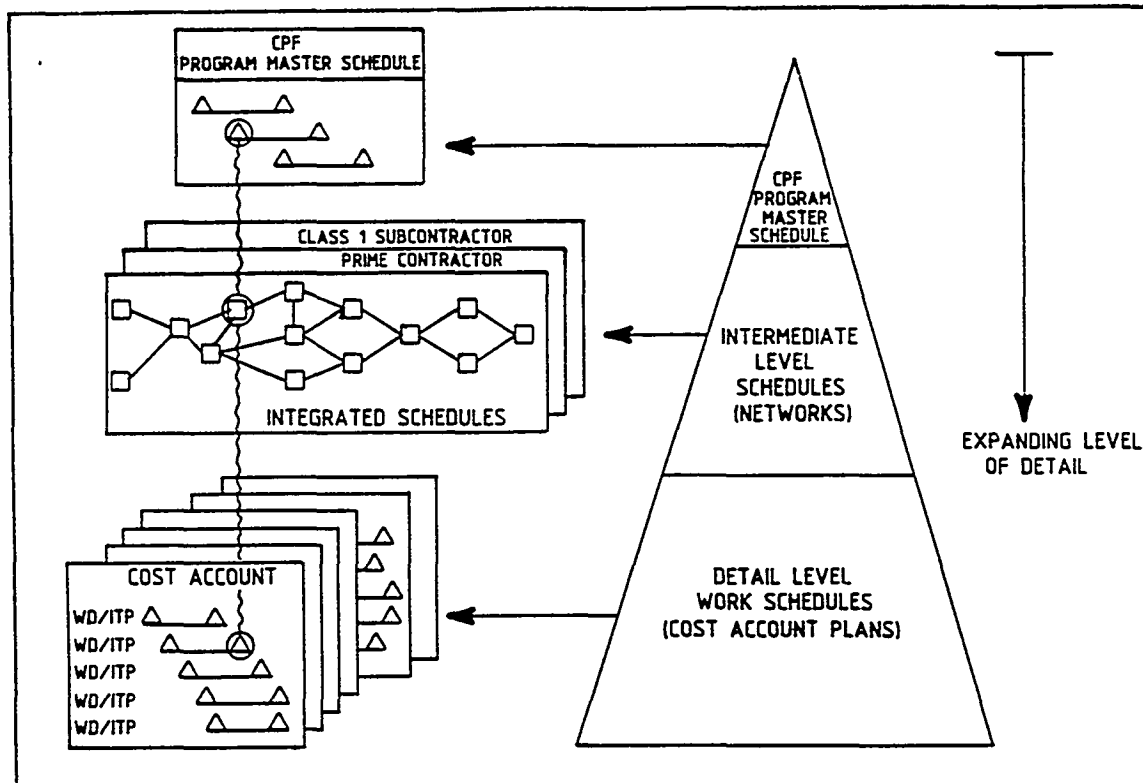 CPF
PROGRAM MASTER SCHEDULE
CPF
PROGRAM
MASTER
SCHEDULE
CLASS 1 SUBCONTRACTOR
PRIME CONTRACTOR
INTEGRATED SCHEDULES
INTERMEDIATE
LEVEL
SCHEDULES
(NETWORKS)
EXPANDING LEVEL
OF DETAIL
COST ACCOUNT
WD/ITP
WD/ITP
WD/ITP
WD/ITP
WD/ITP
DETAIL LEVEL
WORK SCHEDULES
(COST ACCOUNT PLANS)